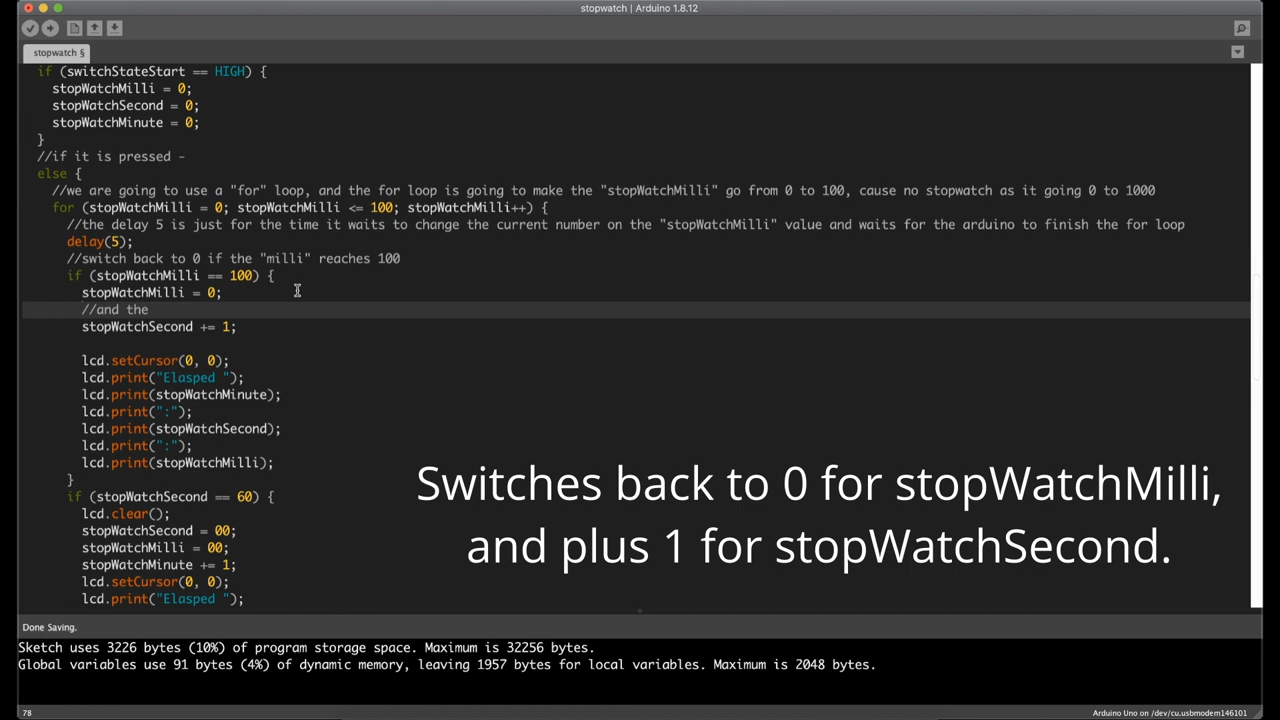 stopwatch | Arduino 1.8.12
stopwatch §
if (switchStateStart == HIGH) {
stopWatchMilli = 0;
stopWatchSecond = 0;
stopWatchMinute = 0;
}
//if it is pressed -
else {
//we are going to use a "for" loop, and the for loop is going to make the "stopWatchMilli" go from 0 to 100, cause no stopwatch as it going 0 to 1000
for (stopWatchMilli = 0; stopWatchMilli <= 100; stopWatchMilli++) {
//the delay 5 is just for the time it waits to change the current number on the "stopWatchMilli" value and waits for the arduino to finish the for loop
delay(5);
//switch back to 0 if the "milli" reaches 100
if (stopWatchMilli == 100) {
stopWatchMilli = 0;
//and the
stopWatchSecond += 1;
lcd.setCursor(0, 0);
lcd.print("Elasped ");
lcd.print(stopWatchMinute);
lcd.print(":");
lcd.print(stopWatchSecond);
lcd.print(":");
lcd.print(stopWatchMilli);
}
if (stopWatchSecond == 60) {
lcd.clear();
stopWatchSecond = 00;
stopWatchMilli = 00;
stopWatchMinute += 1;
lcd.setCursor(0, 0);
lcd.print("Elasped ");
Switches back to 0 for stopWatchMilli,
and plus 1 for stopWatchSecond.
Done Saving.
Sketch uses 3226 bytes (10%) of program storage space. Maximum is 32256 bytes.
Global variables use 91 bytes (4%) of dynamic memory, leaving 1957 bytes for local variables. Maximum is 2048 bytes.
78
Arduino Uno on /dev/cu.usbmodem146101